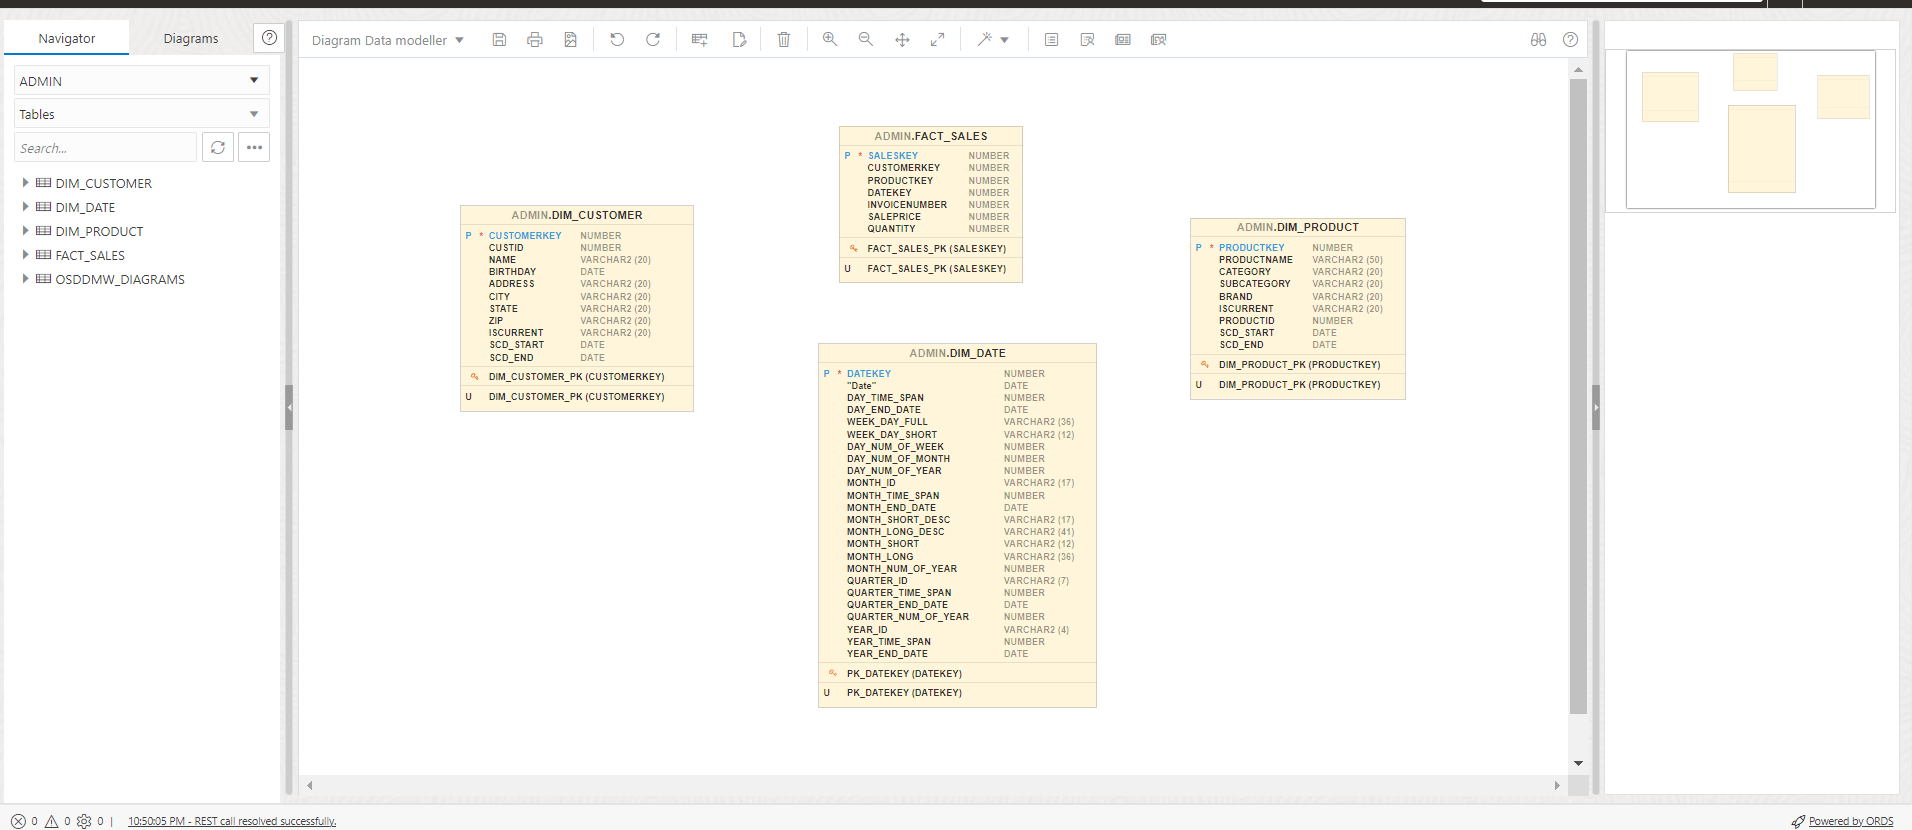 Navigator
Diagrams
ADMIN
Tables
Search...
DIM_CUSTOMER
DIM_DATE
DIM_PRODUCT
FACT_SALES
OSDDMW_DIAGRAMS
Diagram Data modeller
ADMIN.FACT_SALES
P * SALESKEY NUMBER
CUSTOMERKEY NUMBER
PRODUCTKEY NUMBER
DATEKEY NUMBER
INVOICENUMBER NUMBER
SALEPRICE NUMBER
QUANTITY NUMBER
FACT_SALES_PK (SALESKEY)
U FACT_SALES_PK (SALESKEY)
ADMIN.DIM_CUSTOMER
P * CUSTOMERKEY NUMBER
CUSTID NUMBER
NAME VARCHAR2 (20)
BIRTHDAY DATE
ADDRESS VARCHAR2 (20)
CITY VARCHAR2 (20)
STATE VARCHAR2 (20)
ZIP VARCHAR2 (20)
ISCURRENT VARCHAR2 (20)
SCD_START DATE
SCD_END DATE
DIM_CUSTOMER_PK (CUSTOMERKEY)
U DIM_CUSTOMER_PK (CUSTOMERKEY)
ADMIN.DIM_PRODUCT
P * PRODUCTKEY NUMBER
PRODUCTNAME VARCHAR2 (50)
CATEGORY VARCHAR2 (20)
SUBCATEGORY VARCHAR2 (20)
BRAND VARCHAR2 (20)
ISCURRENT VARCHAR2 (20)
PRODUCTID NUMBER
SCD_START DATE
SCD_END DATE
DIM_PRODUCT_PK (PRODUCTKEY)
U DIM_PRODUCT_PK (PRODUCTKEY)
ADMIN.DIM_DATE
P * DATEKEY NUMBER
"Date" DATE
DAY_TIME_SPAN NUMBER
DAY_END_DATE DATE
WEEK_DAY_FULL VARCHAR2 (36)
WEEK_DAY_SHORT VARCHAR2 (12)
DAY_NUM_OF_WEEK NUMBER
DAY_NUM_OF_MONTH NUMBER
DAY_NUM_OF_YEAR NUMBER
MONTH_ID VARCHAR2 (17)
MONTH_TIME_SPAN NUMBER
MONTH_END_DATE DATE
MONTH_SHORT_DESC VARCHAR2 (17)
MONTH_LONG_DESC VARCHAR2 (41)
MONTH_SHORT VARCHAR2 (12)
MONTH_LONG VARCHAR2 (36)
MONTH_NUM_OF_YEAR NUMBER
QUARTER_ID VARCHAR2 (7)
QUARTER_TIME_SPAN NUMBER
QUARTER_END_DATE DATE
QUARTER_NUM_OF_YEAR NUMBER
YEAR_ID VARCHAR2 (4)
YEAR_TIME_SPAN NUMBER
YEAR_END_DATE DATE
PK_DATEKEY (DATEKEY)
U PK_DATEKEY (DATEKEY)
0 0 0 | 10:50:05 PM - REST call resolved successfully.
Powered by ORDS